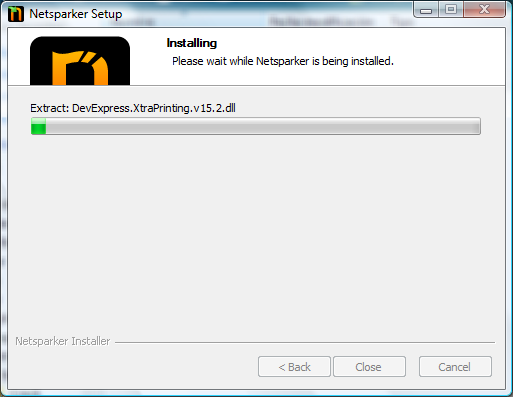 Netsparker Setup
Installing
Please wait while Netsparker is being installed.
Extract: DevExpress.XtraPrinting.v15.2.dll
Netsparker Installer
< Back
Close
Cancel